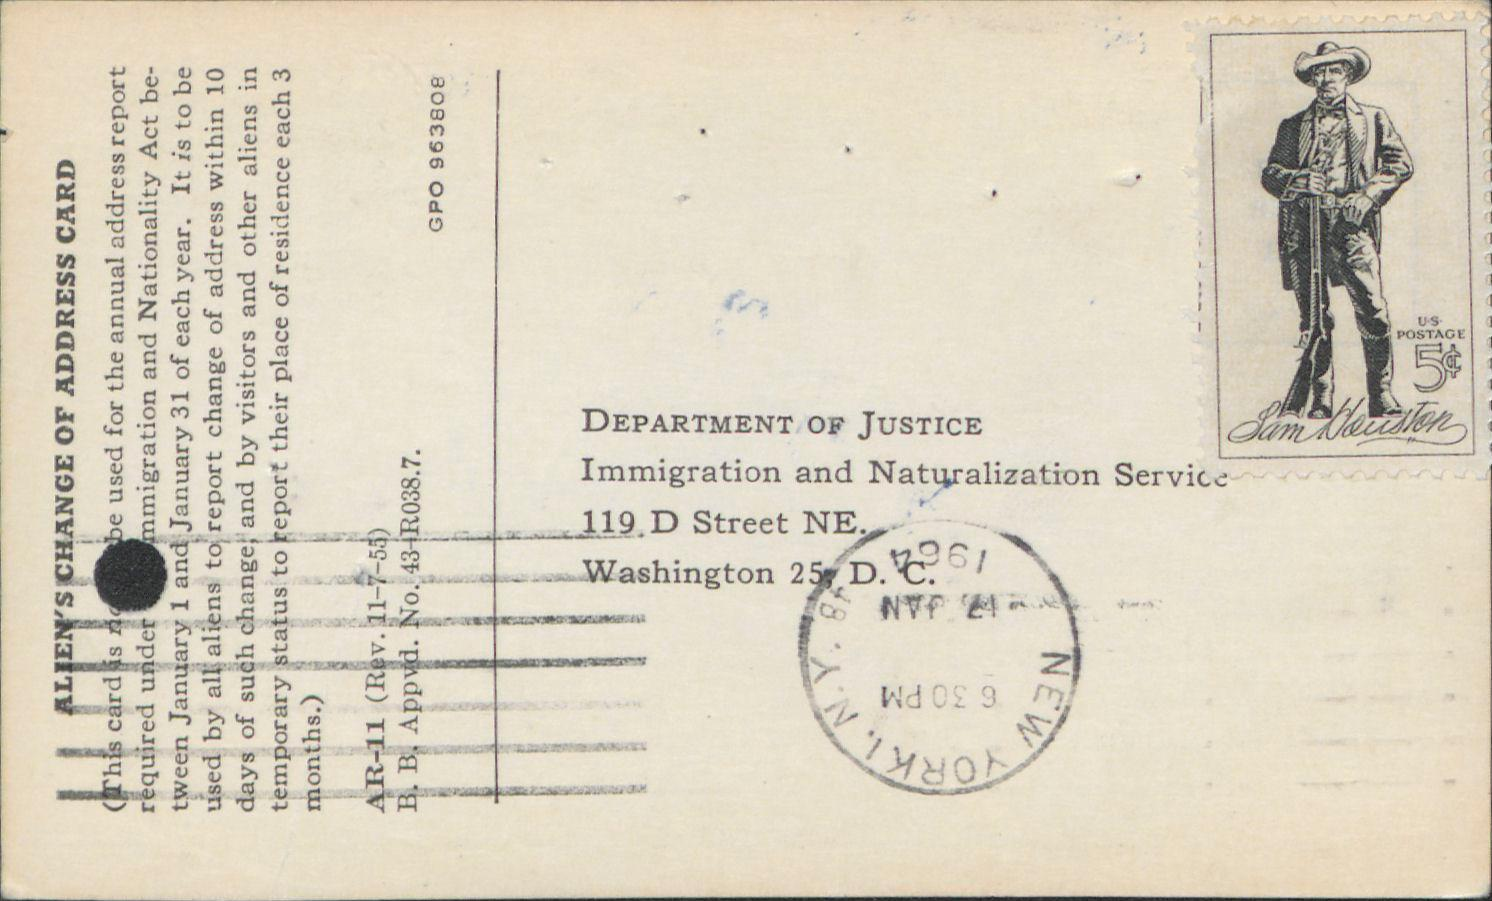 ALIEN'S CHANGE OF ADDRESS CARD
(This card is be used for the annual address report
required under mmigration and Nationality Act be-
tween January 1 and January 31 of each year. It is to be
used by all aliens to report change of address within 10
days of such change, and by visitors and other aliens in
temporary status to report their place of residence each 3
months.)
AR-11 (Rev. 11-7-55)
B. B. Appvd. No. 43-R038.7.
GPO 963808
DEPARTMENT OF JUSTICE
Immigration and Naturalization Service
119 D Street NE.
Washington 25, D. C.
U.S.
POSTAGE
5¢
Sam Houston
NEW YORK 1, N.Y.
6 30 PM
17 JAN
1964